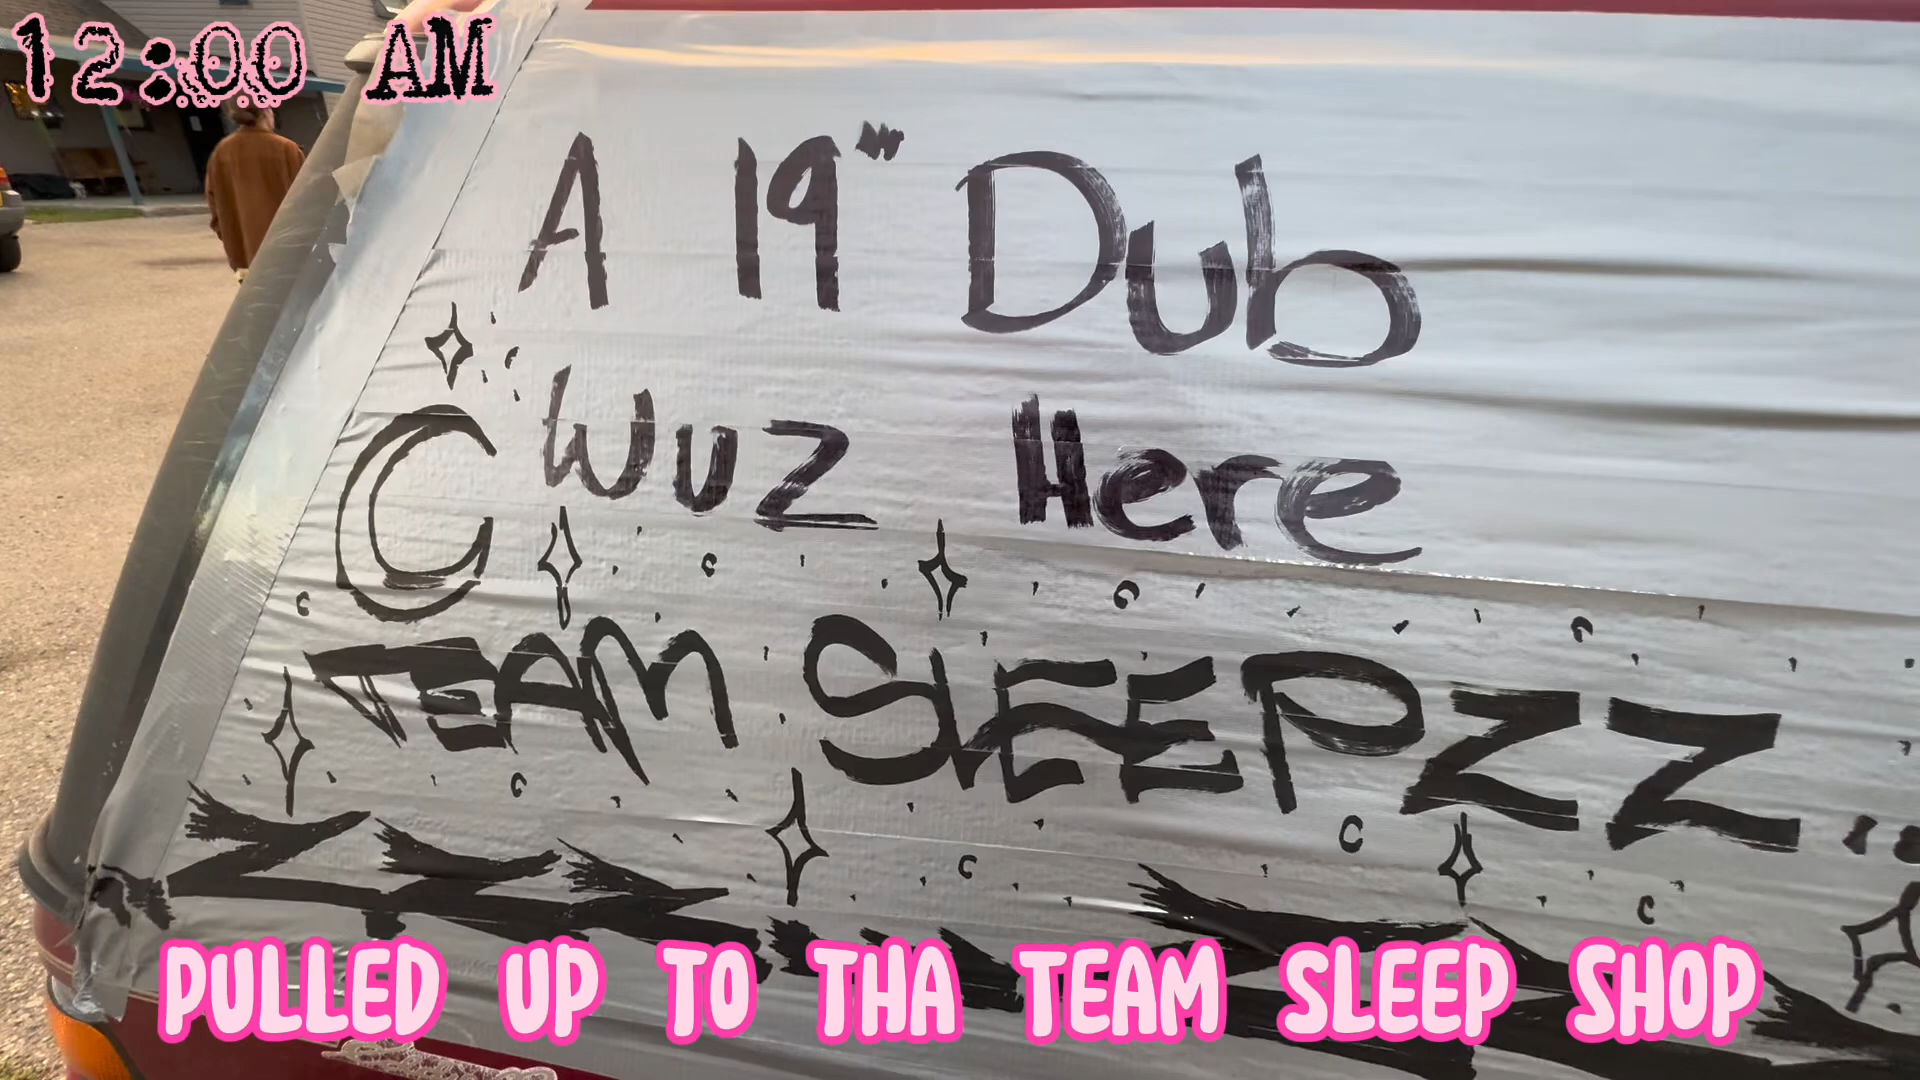 12:00 AM
A 19" Dub
Wuz Here
TEAM SLEEPZZ...
PULLED UP TO THA TEAM SLEEP SHOP